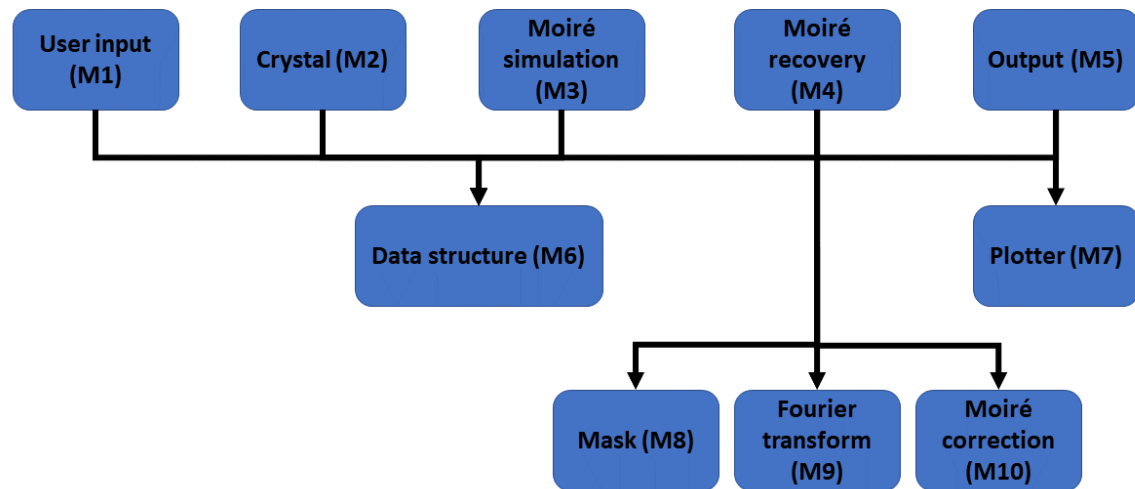 User input
(M1)
Crystal (M2)
Moiré
simulation
(M3)
Moiré
recovery
(M4)
Output (M5)
Data structure (M6)
Plotter (M7)
Mask (M8)
Fourier
transform
(M9)
Moiré
correction
(M10)